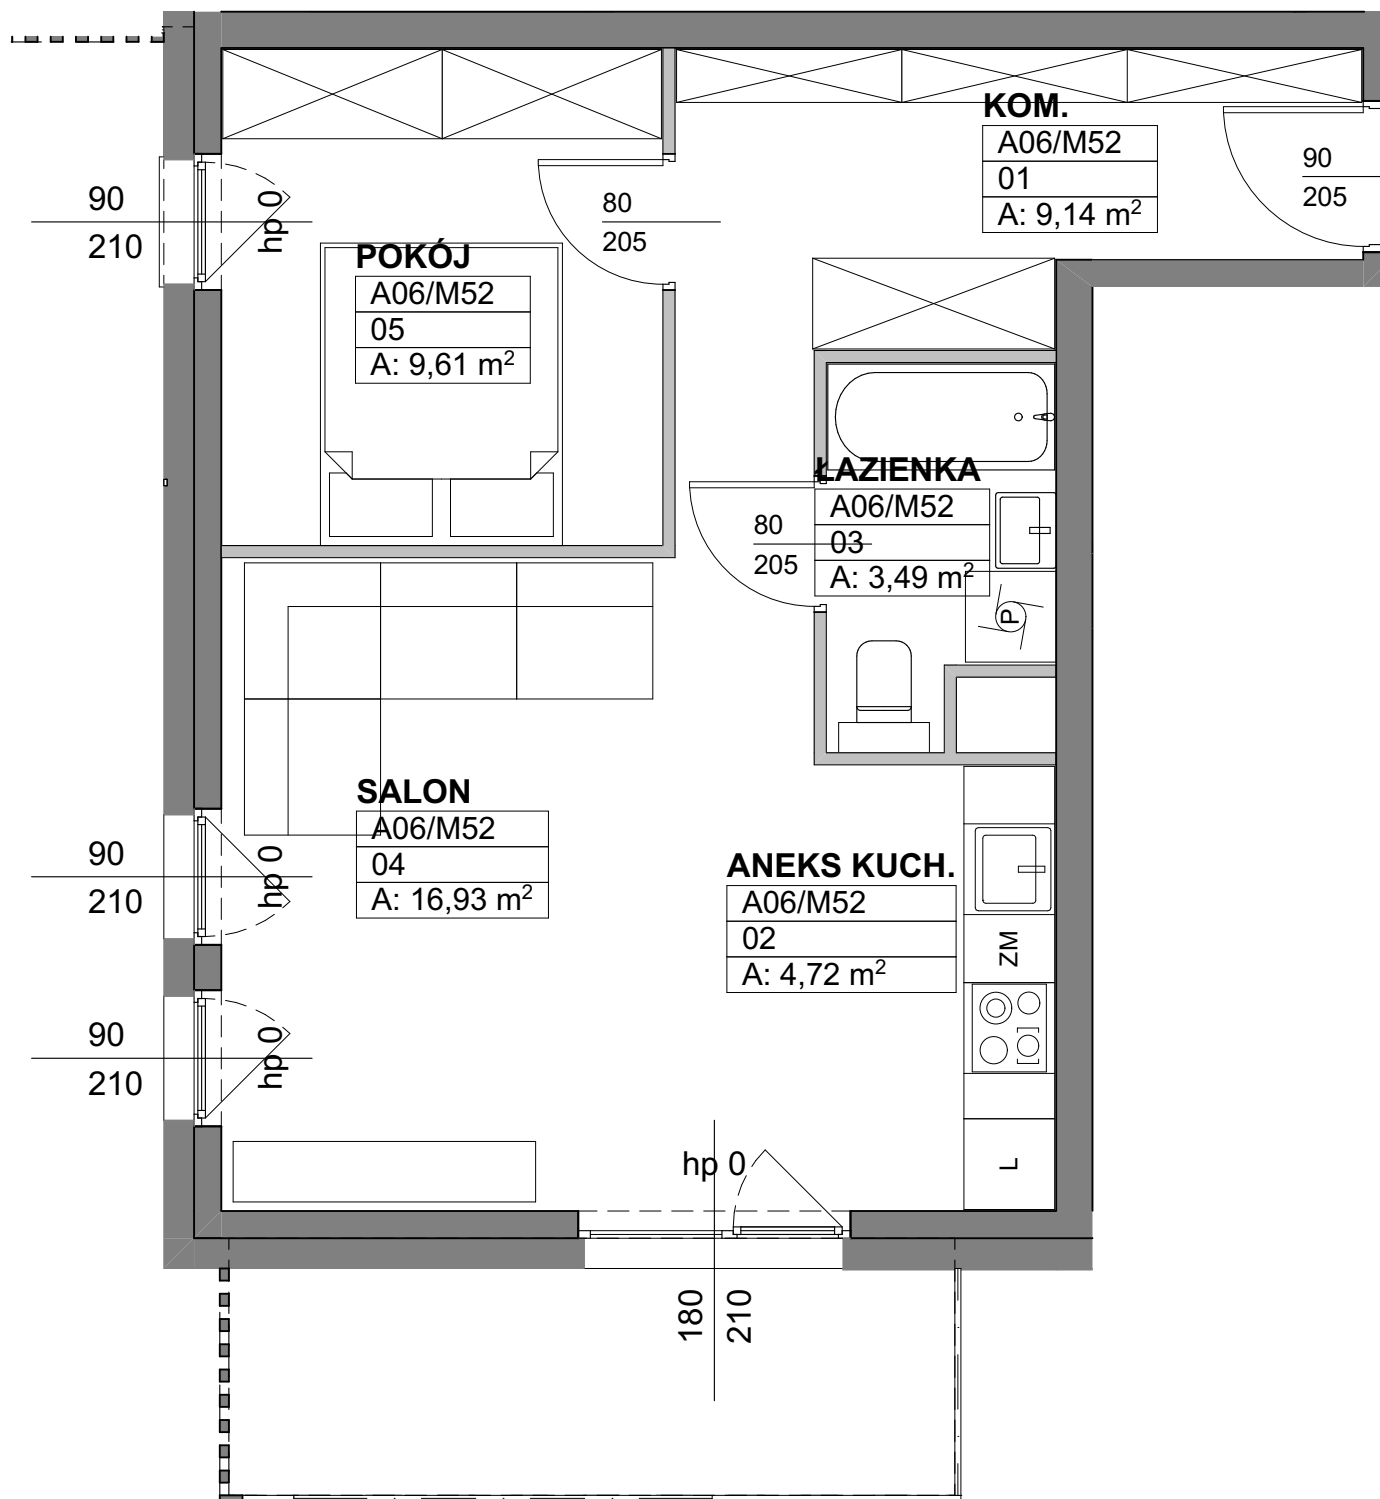 KOM.
A06/M52
01
A: 9,14 m²
90
205
90
210
hp 0
80
205
POKÓJ
A06/M52
05
A: 9,61 m²
ŁAZIENKA
A06/M52
03
A: 3,49 m²
80
205
P
SALON
A06/M52
04
A: 16,93 m²
90
210
hp 0
ANEKS KUCH.
A06/M52
02
A: 4,72 m²
ZM
90
210
hp 0
L
hp 0
180
210